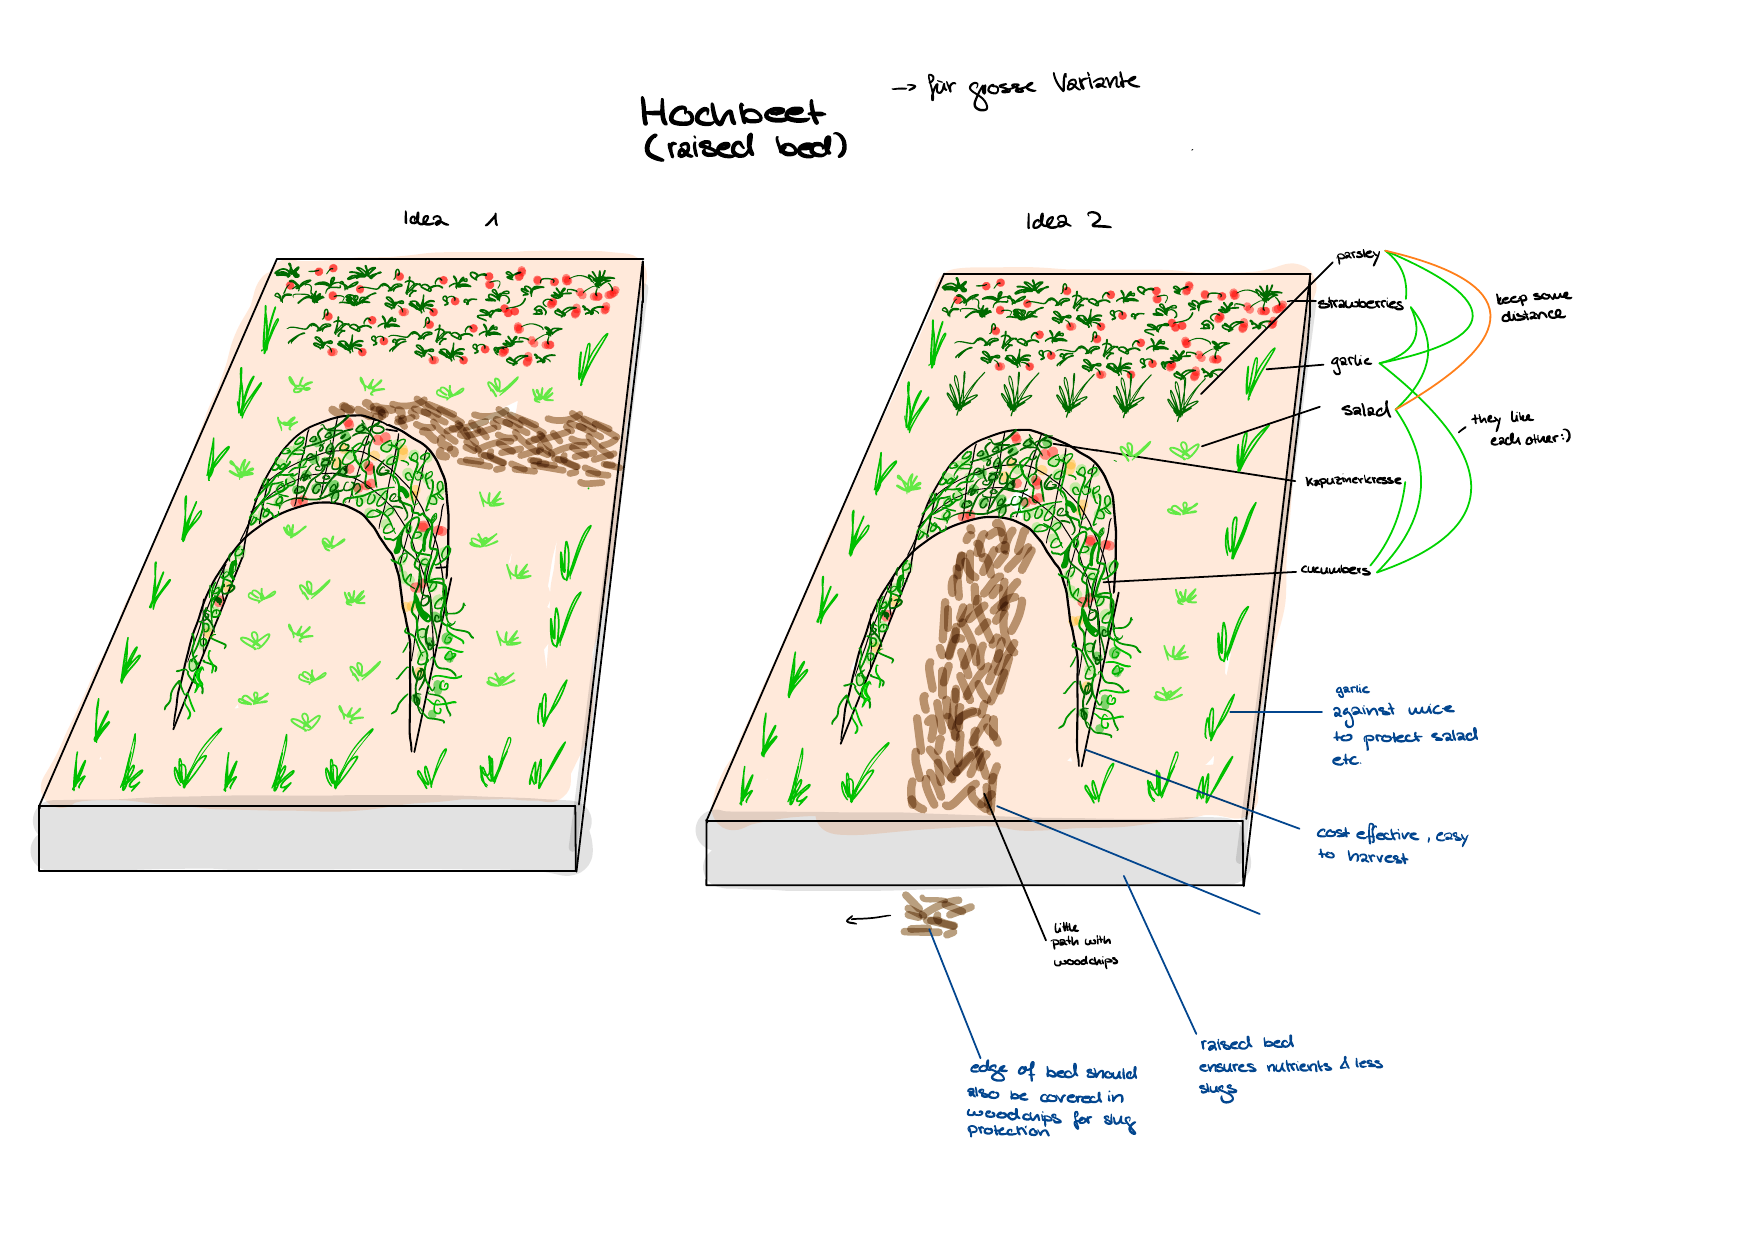 → für grosse Variante
Hochbeet
(raised bed)
Idea 1
Idea 2
parsley
strawberries
garlic
salad
Kapuzinerkresse
cucumbers
keep some
distance
they like
each other:)
garlic
against mice
to protect salad
etc.
cost effective, easy
to harvest
little
path with
woodchips
raised bed
ensures nutrients & less
slugs
edge of bed should
also be covered in
woodchips for slug
protection